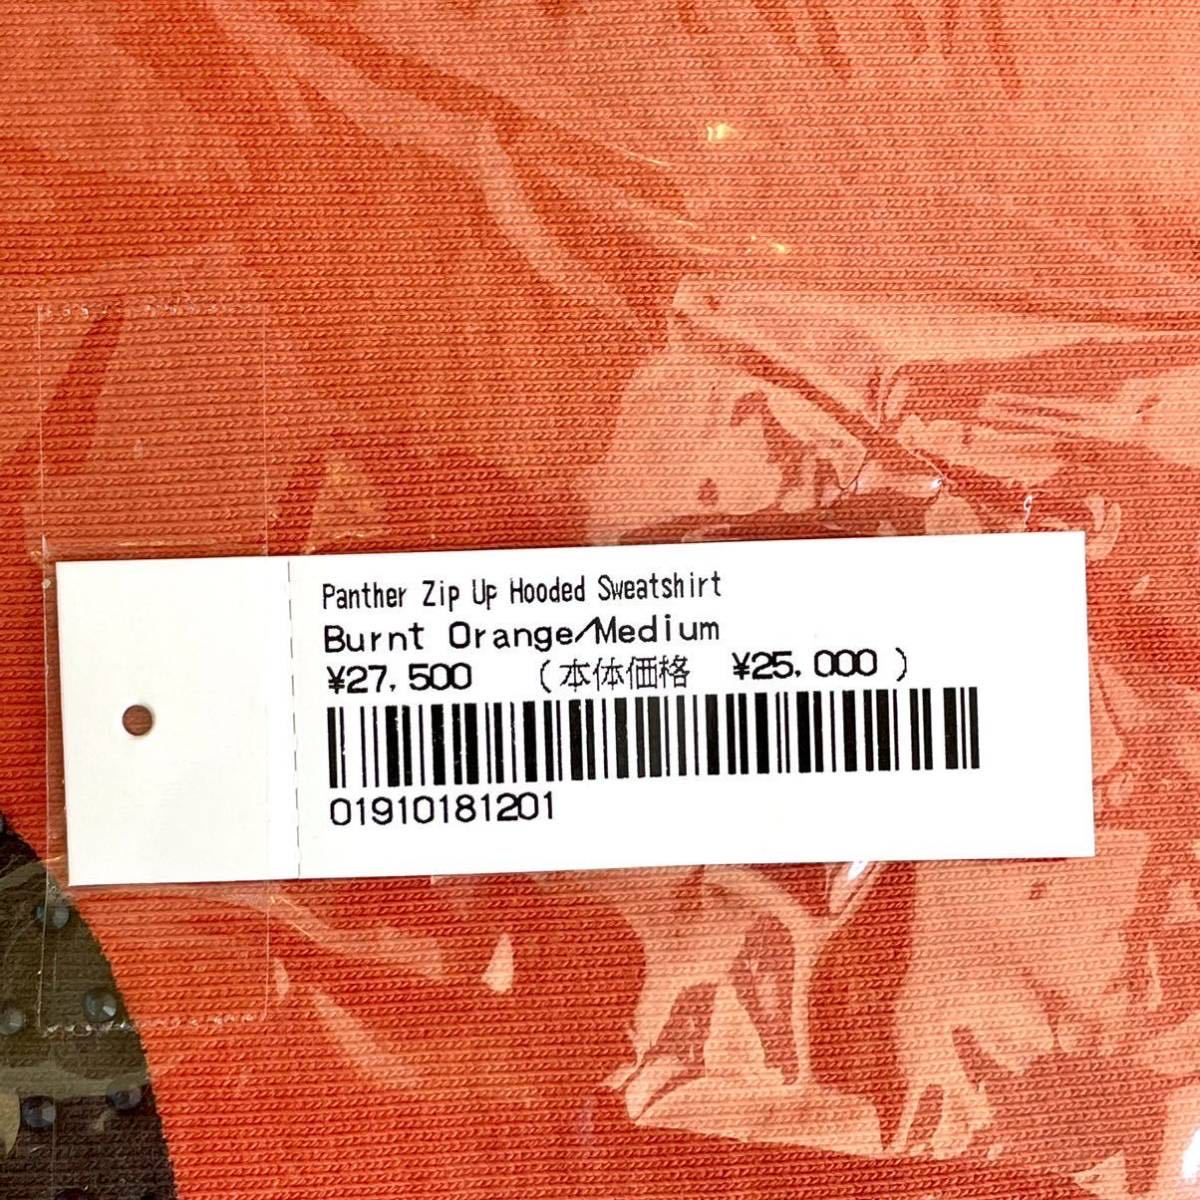 Panther Zip Up Hooded Sweatshirt
Burnt Orange/Medium
¥27,500 (本体価格 ¥25,000)
01910181201